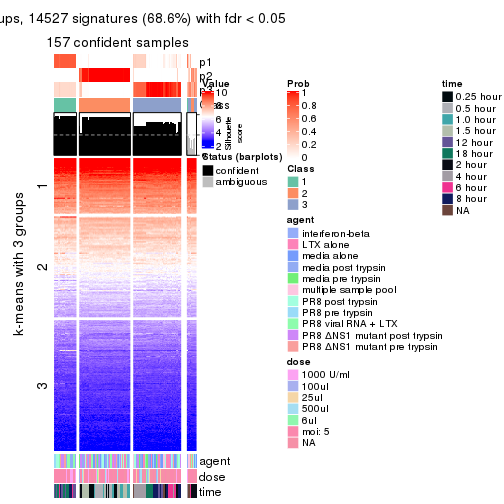 ups, 14527 signatures (68.6%) with fdr < 0.05
157 confident samples
p1
p2
p3
Class
Silhouette
score
1
2
3
k-means with 3 groups
agent
dose
time
Value
10
8
6
4
2
Status (barplots)
confident
ambiguous
Prob
1
0.8
0.6
0.4
0.2
0
Class
1
2
3
agent
interferon-beta
LTX alone
media alone
media post trypsin
media pre trypsin
multiple sample pool
PR8 post trypsin
PR8 pre trypsin
PR8 viral RNA + LTX
PR8 ΔNS1 mutant post trypsin
PR8 ΔNS1 mutant pre trypsin
dose
1000 U/ml
100ul
25ul
500ul
6ul
moi: 5
NA
time
0.25 hour
0.5 hour
1.0 hour
1.5 hour
12 hour
18 hour
2 hour
4 hour
6 hour
8 hour
NA